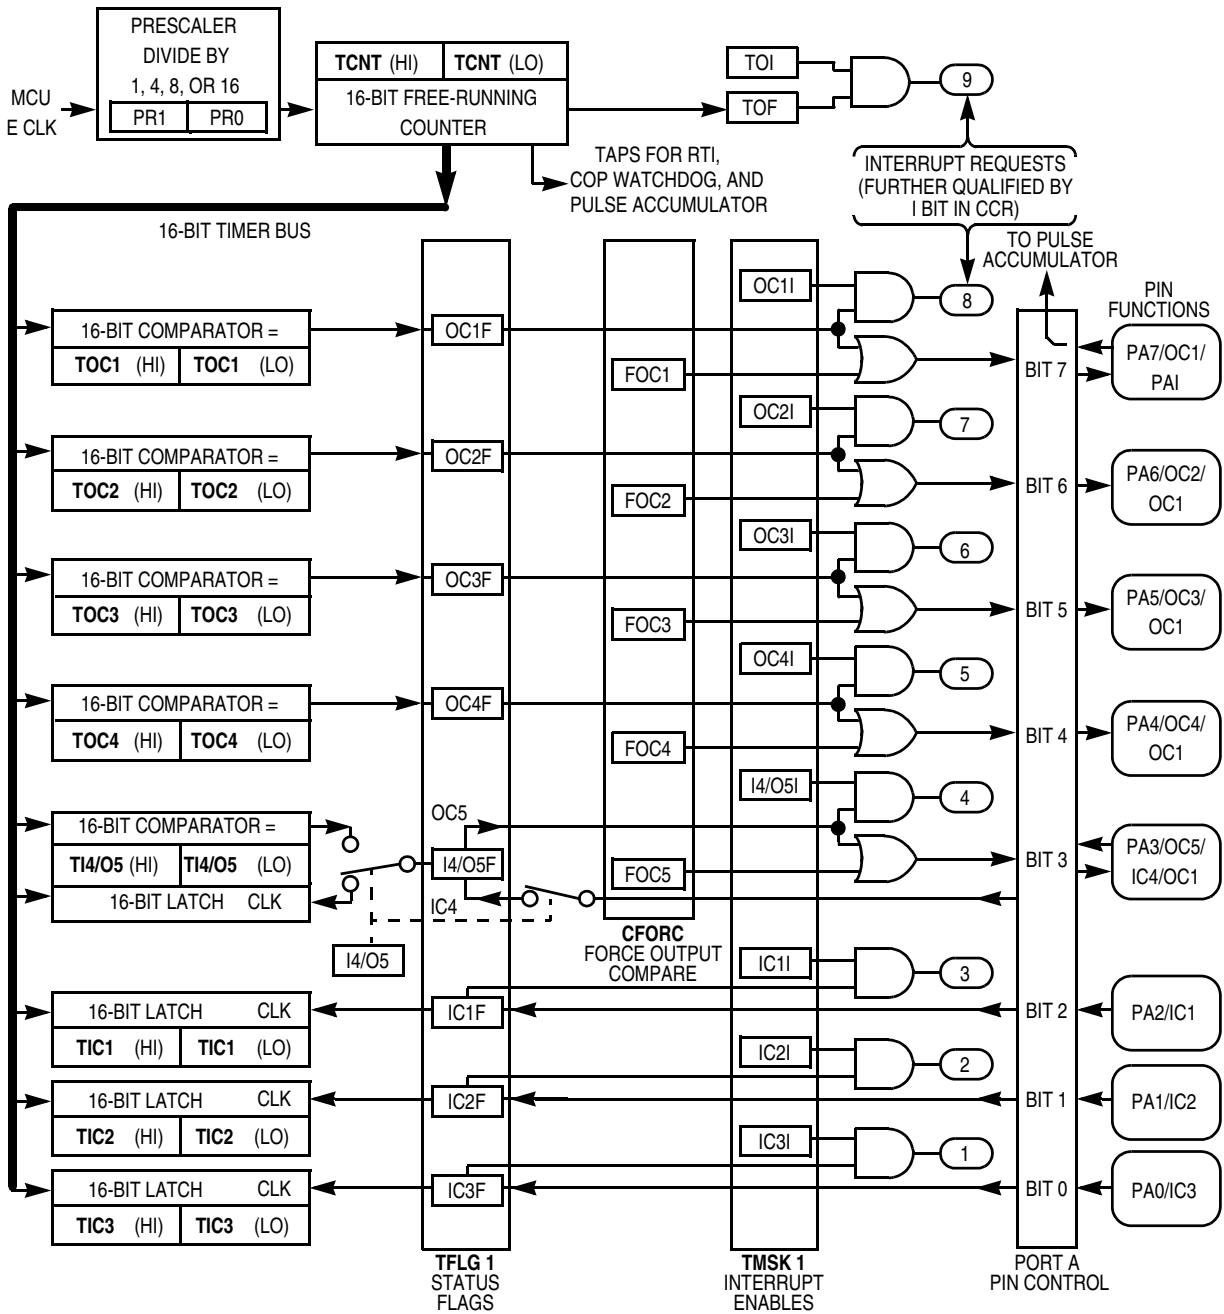 PRESCALER
DIVIDE BY
1, 4, 8, OR 16
PR1 PR0
MCU
E CLK
TCNT (HI) TCNT (LO)
16-BIT FREE-RUNNING
COUNTER
TOI
TOF
9
TAPS FOR RTI,
COP WATCHDOG, AND
PULSE ACCUMULATOR
INTERRUPT REQUESTS
(FURTHER QUALIFIED BY
I BIT IN CCR)
16-BIT TIMER BUS
TO PULSE
ACCUMULATOR
PIN
FUNCTIONS
OC1I
8
16-BIT COMPARATOR =
TOC1 (HI) TOC1 (LO)
OC1F
FOC1
BIT 7
PA7/OC1/
PAI
OC2I
7
16-BIT COMPARATOR =
TOC2 (HI) TOC2 (LO)
OC2F
FOC2
BIT 6
PA6/OC2/
OC1
OC3I
6
16-BIT COMPARATOR =
TOC3 (HI) TOC3 (LO)
OC3F
FOC3
BIT 5
PA5/OC3/
OC1
OC4I
5
16-BIT COMPARATOR =
TOC4 (HI) TOC4 (LO)
OC4F
FOC4
BIT 4
PA4/OC4/
OC1
I4/O5I
4
16-BIT COMPARATOR =
TI4/O5 (HI) TI4/O5 (LO)
16-BIT LATCH CLK
OC5
I4/O5F
IC4
FOC5
BIT 3
PA3/OC5/
IC4/OC1
I4/O5
CFORC
FORCE OUTPUT
COMPARE
IC1I
3
16-BIT LATCH CLK
TIC1 (HI) TIC1 (LO)
IC1F
BIT 2
PA2/IC1
IC2I
2
16-BIT LATCH CLK
TIC2 (HI) TIC2 (LO)
IC2F
BIT 1
PA1/IC2
IC3I
1
16-BIT LATCH CLK
TIC3 (HI) TIC3 (LO)
IC3F
BIT 0
PA0/IC3
TFLG 1
STATUS
FLAGS
TMSK 1
INTERRUPT
ENABLES
PORT A
PIN CONTROL